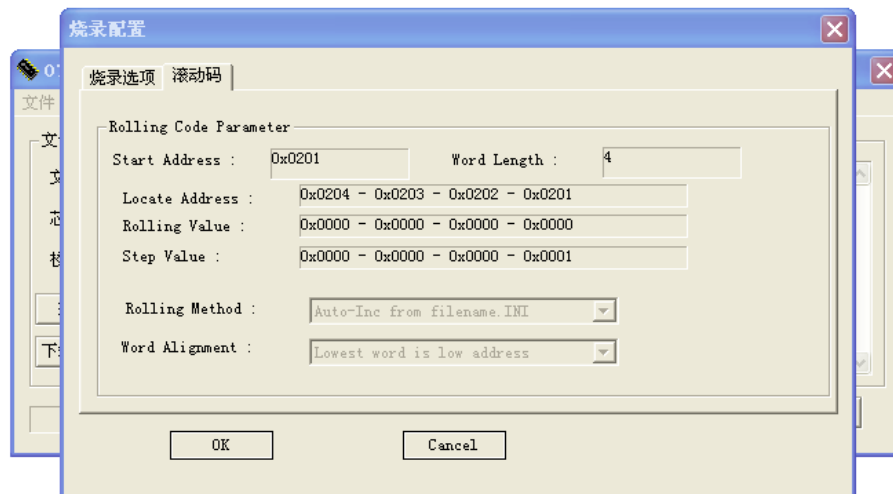 烧录配置
烧录选项 滚动码
文件
Rolling Code Parameter
Start Address : 0x0201 Word Length : 4
Locate Address : 0x0204 - 0x0203 - 0x0202 - 0x0201
Rolling Value : 0x0000 - 0x0000 - 0x0000 - 0x0000
Step Value : 0x0000 - 0x0000 - 0x0000 - 0x0001
Rolling Method : Auto-Inc from filename.INI
Word Alignment : Lowest word is low address
OK Cancel